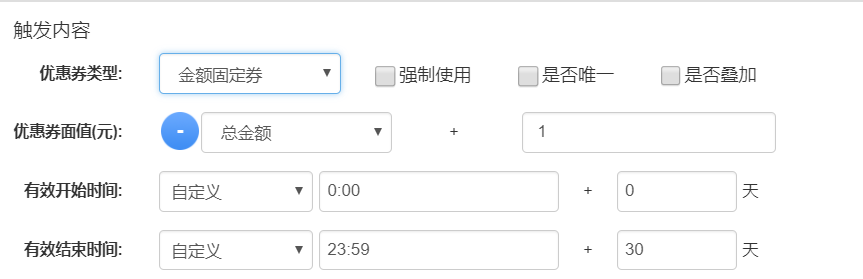 触发内容
优惠券类型: 金额固定券 强制使用 是否唯一 是否叠加
优惠券面值(元): - 总金额 + 1
有效开始时间: 自定义 0:00 + 0 天
有效结束时间: 自定义 23:59 + 30 天